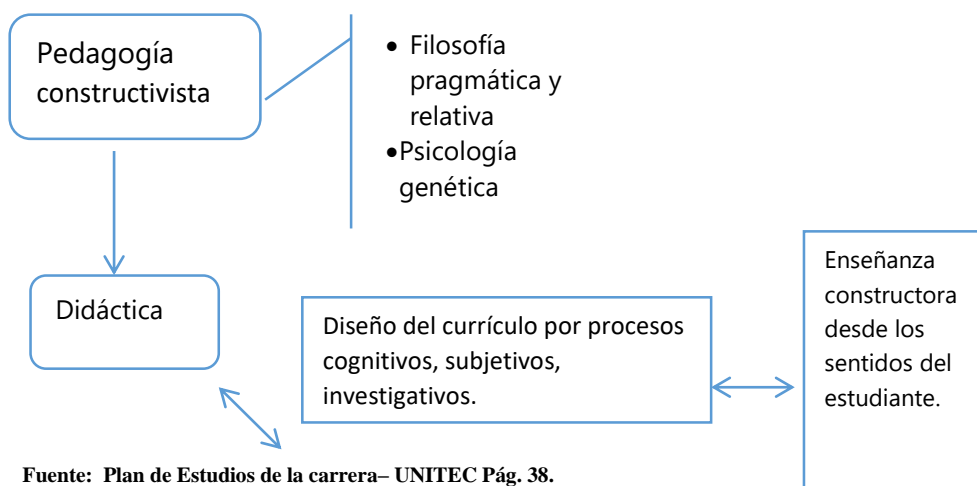 Pedagogía
constructivista
• Filosofía
pragmática y
relativa
•Psicología
genética
Didáctica
Diseño del currículo por procesos
cognitivos, subjetivos,
investigativos.
Enseñanza
constructora
desde los
sentidos del
estudiante.
Fuente: Plan de Estudios de la carrera– UNITEC Pág. 38.